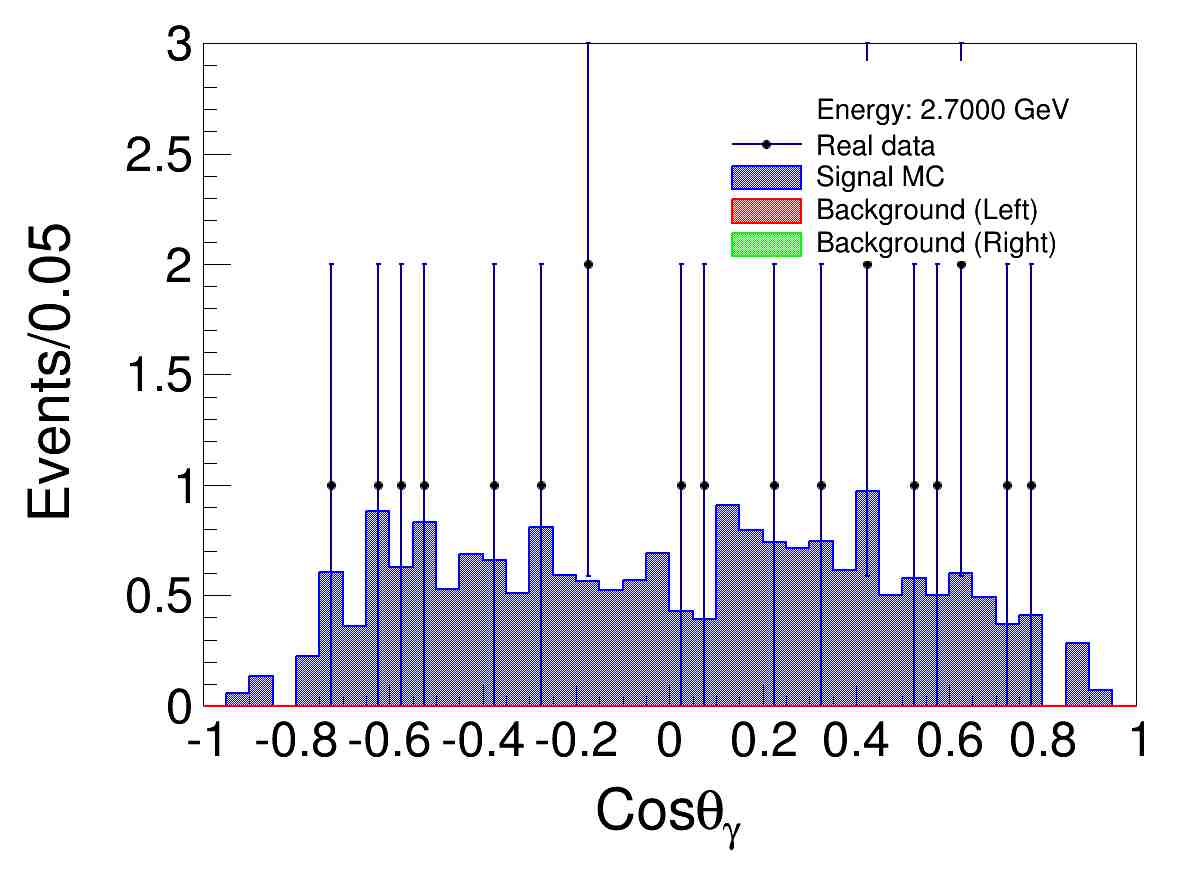 3
2.5
2
1.5
1
0.5
0
Events/0.05
Energy: 2.7000 GeV
Real data
Signal MC
Background (Left)
Background (Right)
-1 -0.8 -0.6 -0.4 -0.2 0 0.2 0.4 0.6 0.8 1
Cosθγ